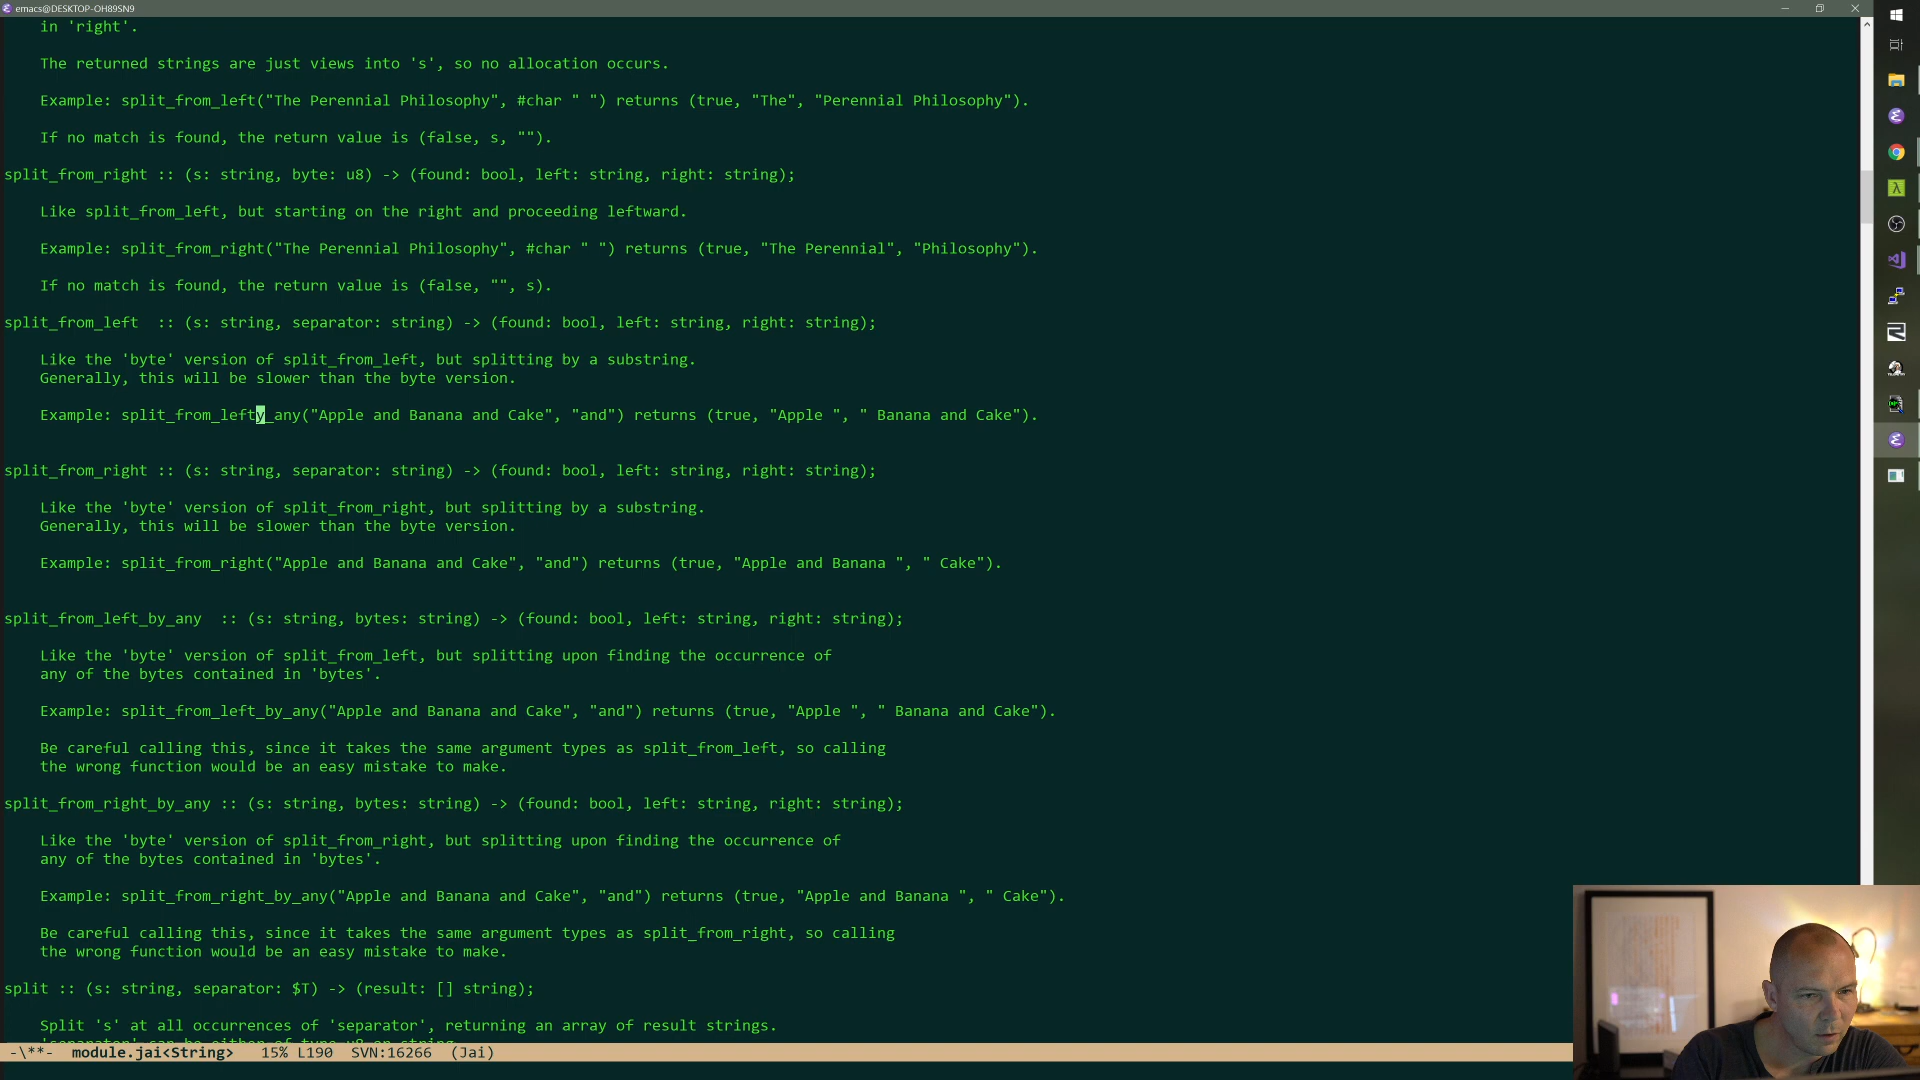 emacs@DESKTOP-OH89SN9
in 'right'.
The returned strings are just views into 's', so no allocation occurs.
Example: split_from_left("The Perennial Philosophy", #char " ") returns (true, "The", "Perennial Philosophy").
If no match is found, the return value is (false, s, "").
split_from_right :: (s: string, byte: u8) -> (found: bool, left: string, right: string);
Like split_from_left, but starting on the right and proceeding leftward.
Example: split_from_right("The Perennial Philosophy", #char " ") returns (true, "The Perennial", "Philosophy").
If no match is found, the return value is (false, "", s).
split_from_left  :: (s: string, separator: string) -> (found: bool, left: string, right: string);
Like the 'byte' version of split_from_left, but splitting by a substring.
Generally, this will be slower than the byte version.
Example: split_from_lefty_any("Apple and Banana and Cake", "and") returns (true, "Apple ", " Banana and Cake").
split_from_right :: (s: string, separator: string) -> (found: bool, left: string, right: string);
Like the 'byte' version of split_from_right, but splitting by a substring.
Generally, this will be slower than the byte version.
Example: split_from_right("Apple and Banana and Cake", "and") returns (true, "Apple and Banana ", " Cake").
split_from_left_by_any  :: (s: string, bytes: string) -> (found: bool, left: string, right: string);
Like the 'byte' version of split_from_left, but splitting upon finding the occurrence of
any of the bytes contained in 'bytes'.
Example: split_from_left_by_any("Apple and Banana and Cake", "and") returns (true, "Apple ", " Banana and Cake").
Be careful calling this, since it takes the same argument types as split_from_left, so calling
the wrong function would be an easy mistake to make.
split_from_right_by_any :: (s: string, bytes: string) -> (found: bool, left: string, right: string);
Like the 'byte' version of split_from_right, but splitting upon finding the occurrence of
any of the bytes contained in 'bytes'.
Example: split_from_right_by_any("Apple and Banana and Cake", "and") returns (true, "Apple and Banana ", " Cake").
Be careful calling this, since it takes the same argument types as split_from_right, so calling
the wrong function would be an easy mistake to make.
split :: (s: string, separator: $T) -> (result: [] string);
Split 's' at all occurrences of 'separator', returning an array of result strings.
'separator' can be either of type u8 or string
-\**-  module.jai<String>   15% L190  SVN:16266  (Jai)